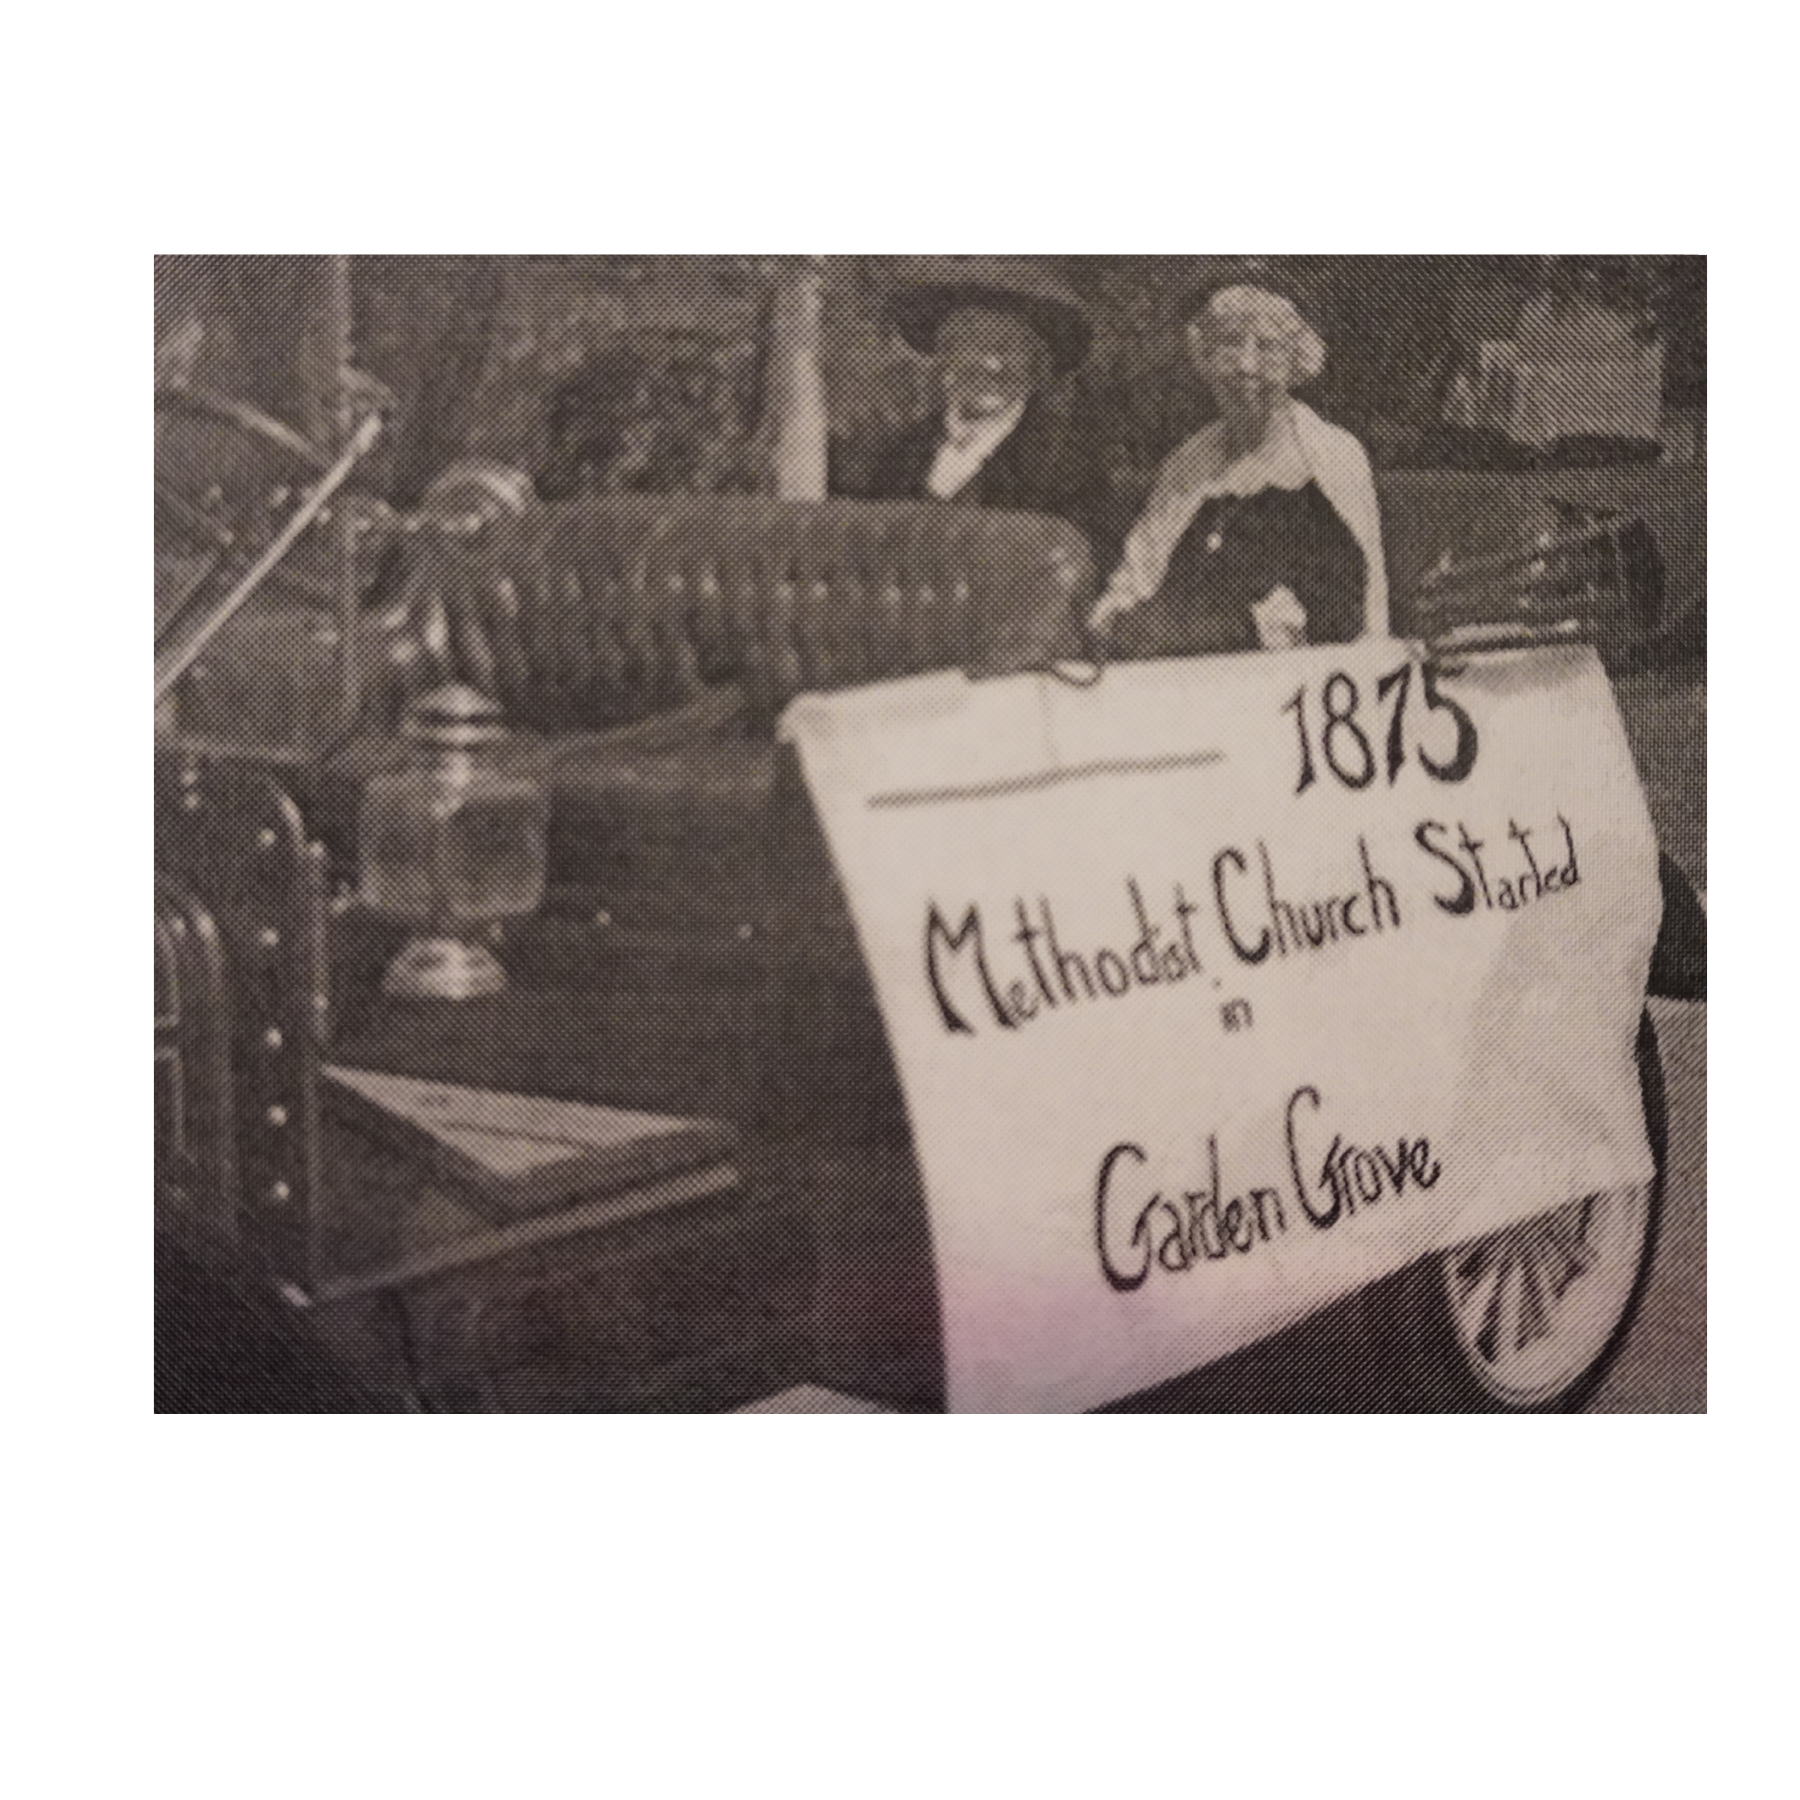 1875
Methodist Church Started
in
Garden Grove